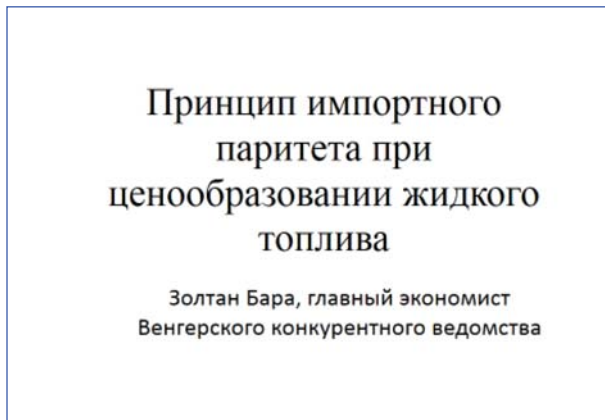 Принцип импортного
паритета при
ценообразовании жидкого
топлива
Золтан Бара, главный экономист
Венгерского конкурентного ведомства